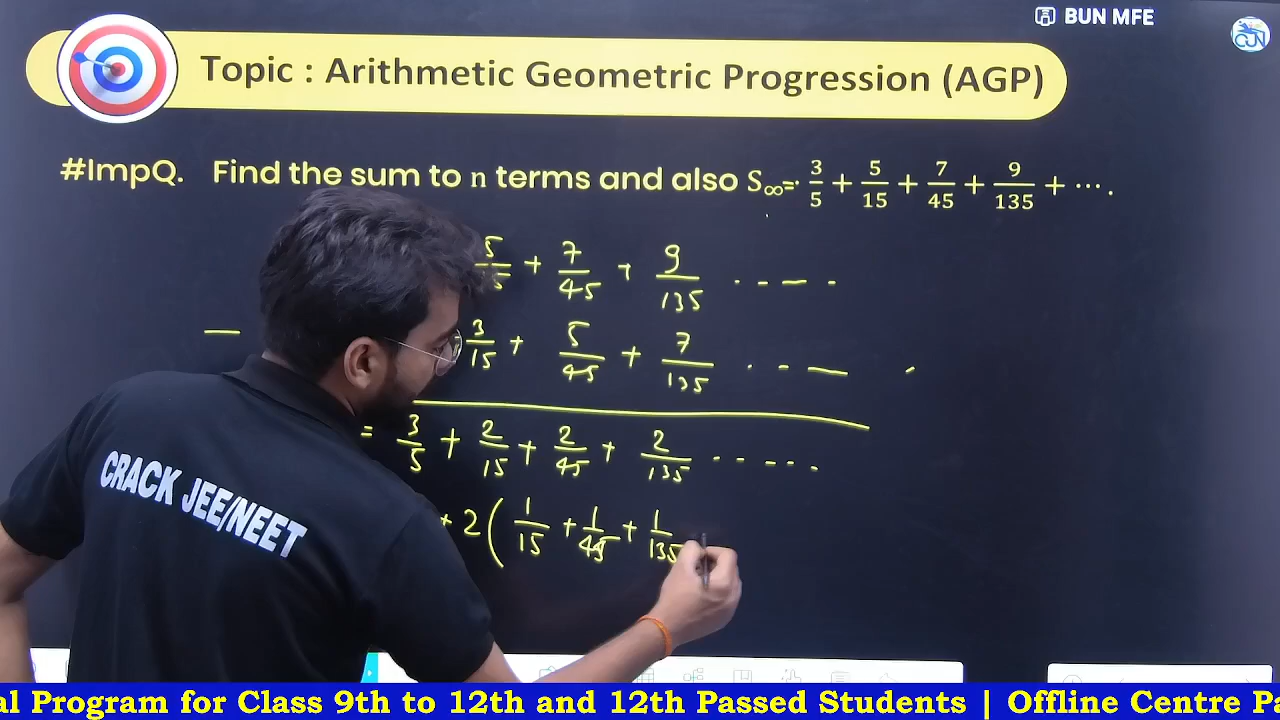 BUN MFE
Topic : Arithmetic Geometric Progression (AGP)
#ImpQ. Find the sum to n terms and also S∞= 3/5 + 5/15 + 7/45 + 9/135 + ⋯ .
5/15 + 7/45 + 9/135 - - - -
— 3/15 + 5/45 + 7/135 - - —
= 3/5 + 2/15 + 2/45 + 2/135 - - - - -
+ 2 ( 1/15 + 1/45 + 1/135
CRACK JEE/NEET
al Program for Class 9th to 12th and 12th Passed Students | Offline Centre Pa